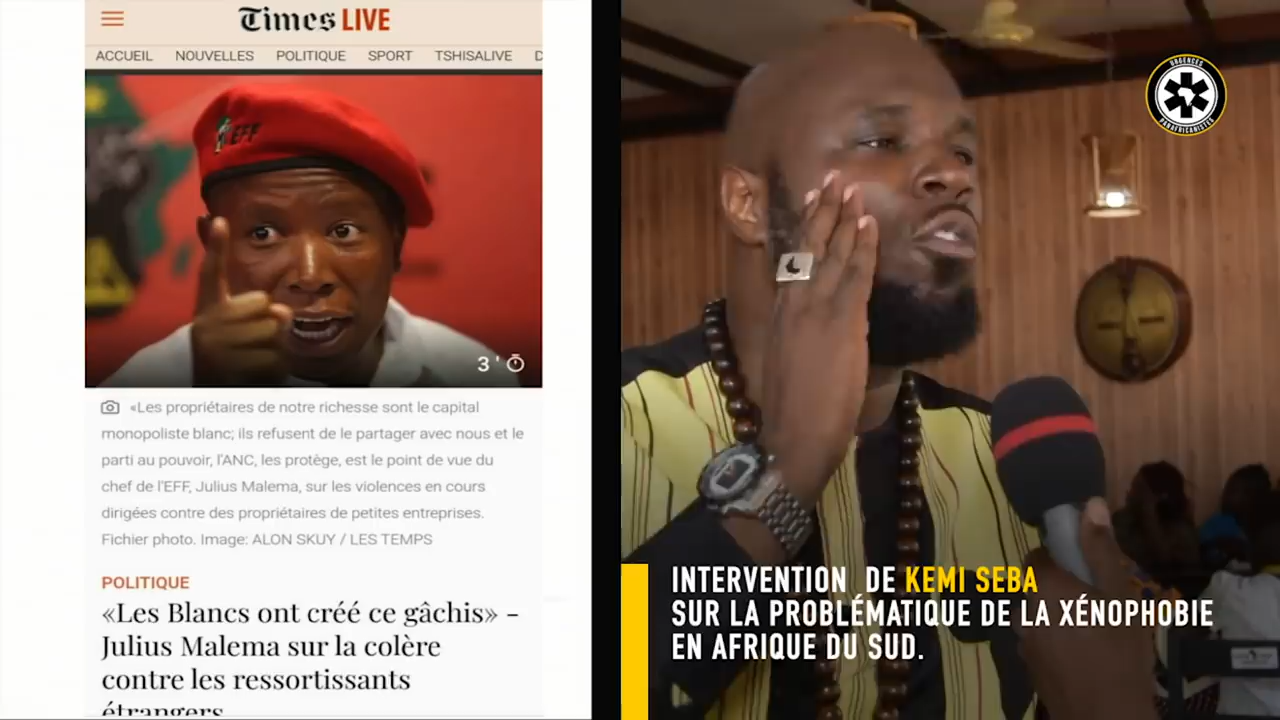 Times LIVE
ACCUEIL NOUVELLES POLITIQUE SPORT TSHISALIVE D
EFF
3 '
«Les propriétaires de notre richesse sont le capital
monopoliste blanc; ils refusent de le partager avec nous et le
parti au pouvoir, l'ANC, les protège, est le point de vue du
chef de l'EFF, Julius Malema, sur les violences en cours
dirigées contre des propriétaires de petites entreprises.
Fichier photo. Image: ALON SKUY / LES TEMPS
POLITIQUE
«Les Blancs ont créé ce gâchis» -
Julius Malema sur la colère
contre les ressortissants
étrangers
URGENCES
PANAFRICANISTES
INTERVENTION DE KEMI SEBA
SUR LA PROBLÉMATIQUE DE LA XÉNOPHOBIE
EN AFRIQUE DU SUD.